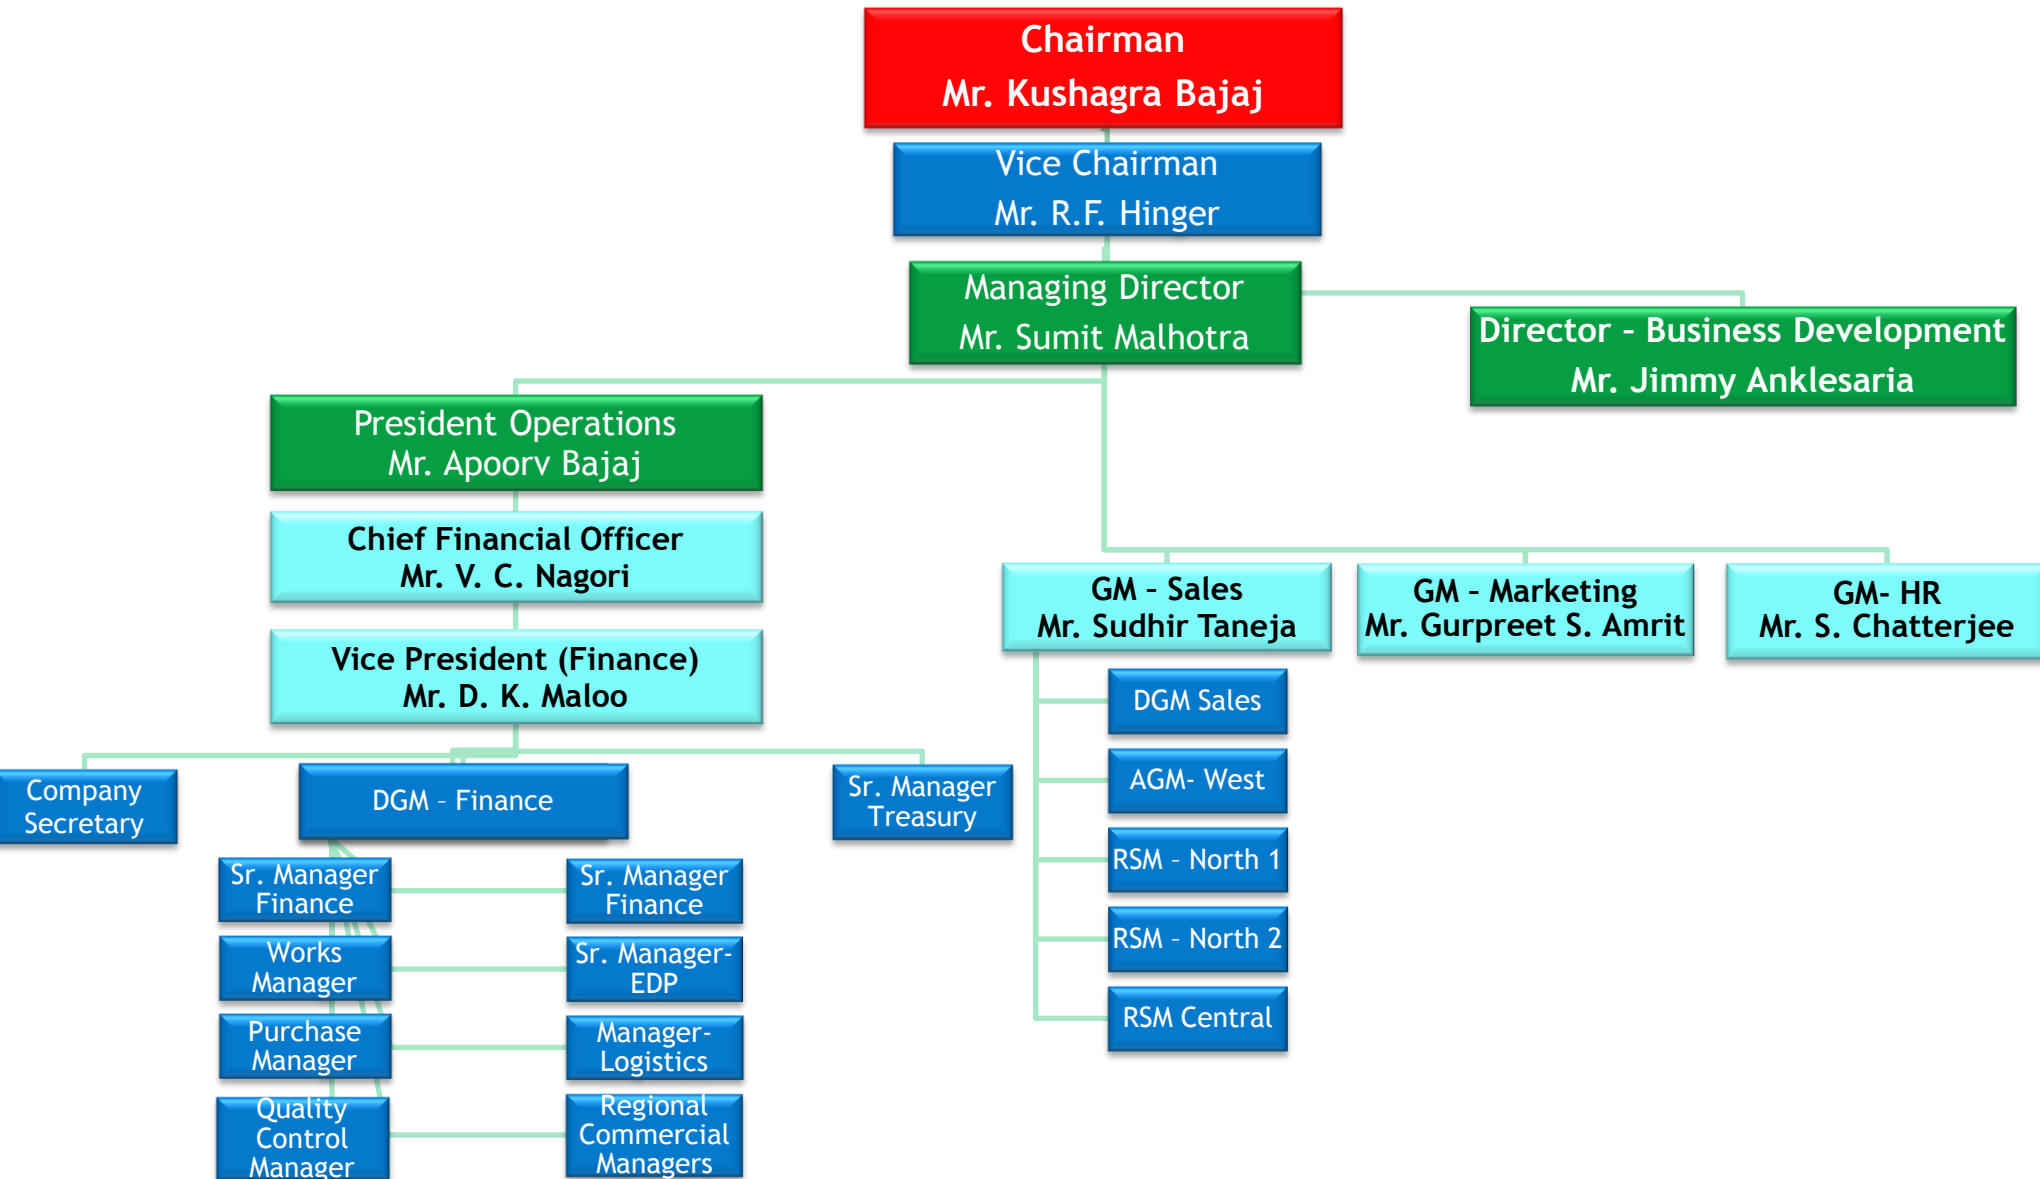 Chairman
Mr. Kushagra Bajaj
Vice Chairman
Mr. R.F. Hinger
Managing Director
Mr. Sumit Malhotra
Director – Business Development
Mr. Jimmy Anklesaria
President Operations
Mr. Apoorv Bajaj
Chief Financial Officer
Mr. V. C. Nagori
Vice President (Finance)
Mr. D. K. Maloo
GM – Sales
Mr. Sudhir Taneja
GM – Marketing
Mr. Gurpreet S. Amrit
GM- HR
Mr. S. Chatterjee
Company
Secretary
DGM – Finance
Sr. Manager
Treasury
Sr. Manager
Finance
Sr. Manager
Finance
Works
Manager
Sr. Manager-
EDP
Purchase
Manager
Manager-
Logistics
Quality
Control
Manager
Regional
Commercial
Managers
DGM Sales
AGM- West
RSM – North 1
RSM – North 2
RSM Central